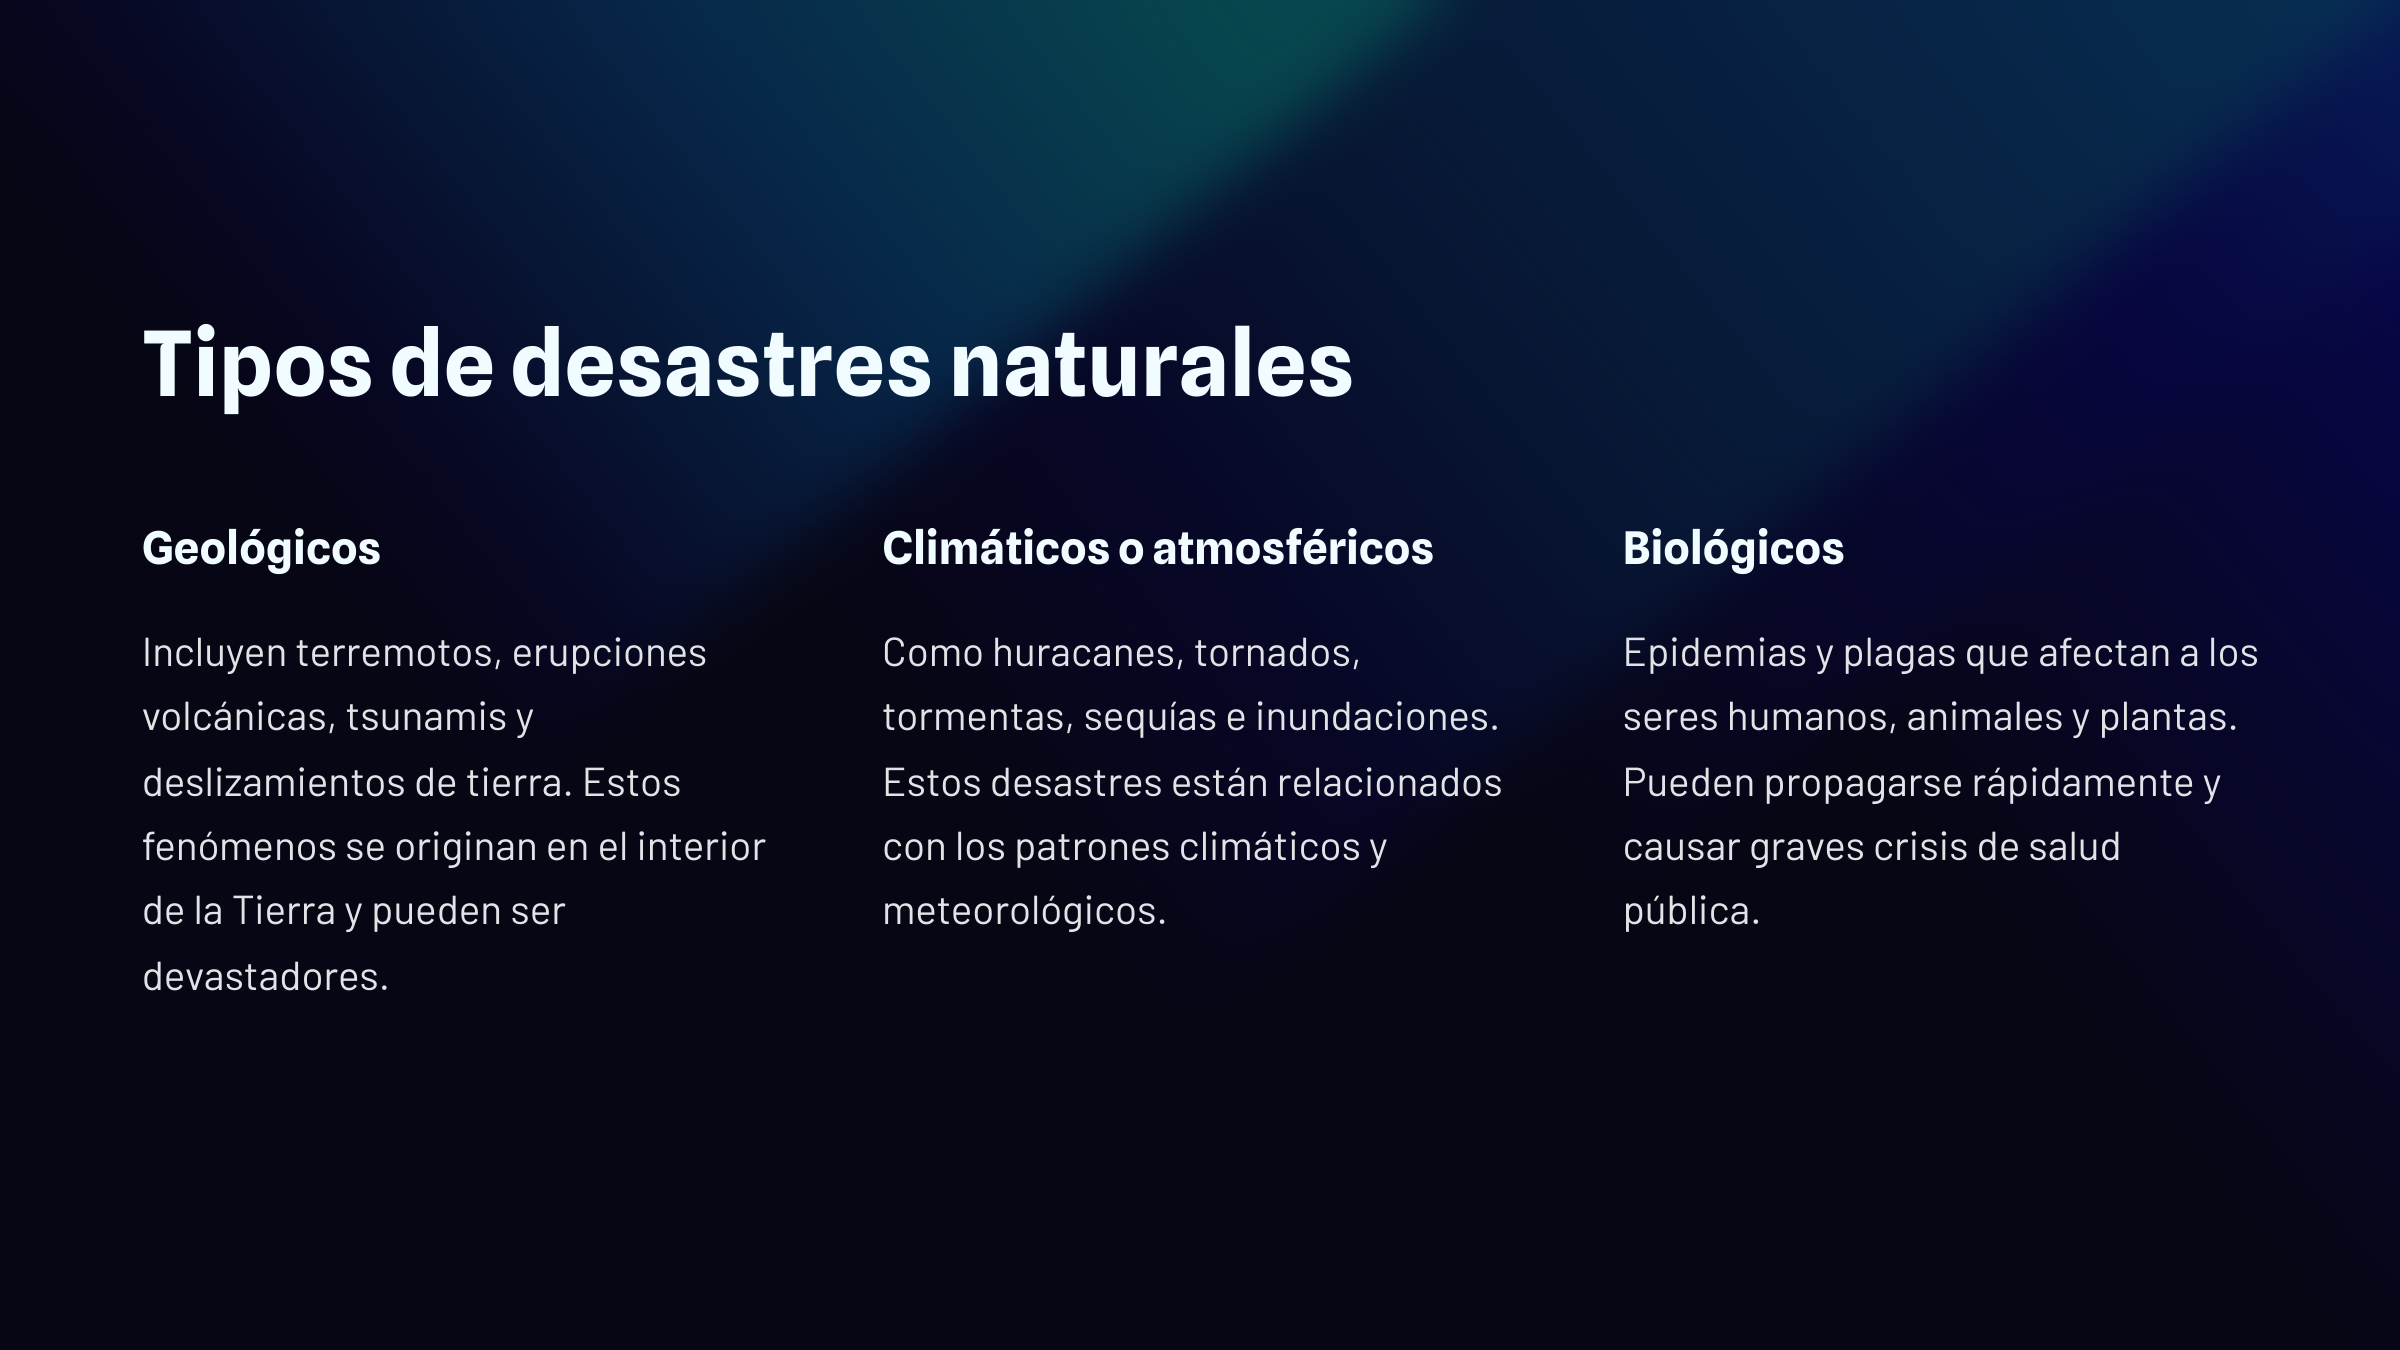 Tipos de desastres naturales
Geológicos
Incluyen terremotos, erupciones
volcánicas, tsunamis y
deslizamientos de tierra. Estos
fenómenos se originan en el interior
de la Tierra y pueden ser
devastadores.
Climáticos o atmosféricos
Como huracanes, tornados,
tormentas, sequías e inundaciones.
Estos desastres están relacionados
con los patrones climáticos y
meteorológicos.
Biológicos
Epidemias y plagas que afectan a los
seres humanos, animales y plantas.
Pueden propagarse rápidamente y
causar graves crisis de salud
pública.